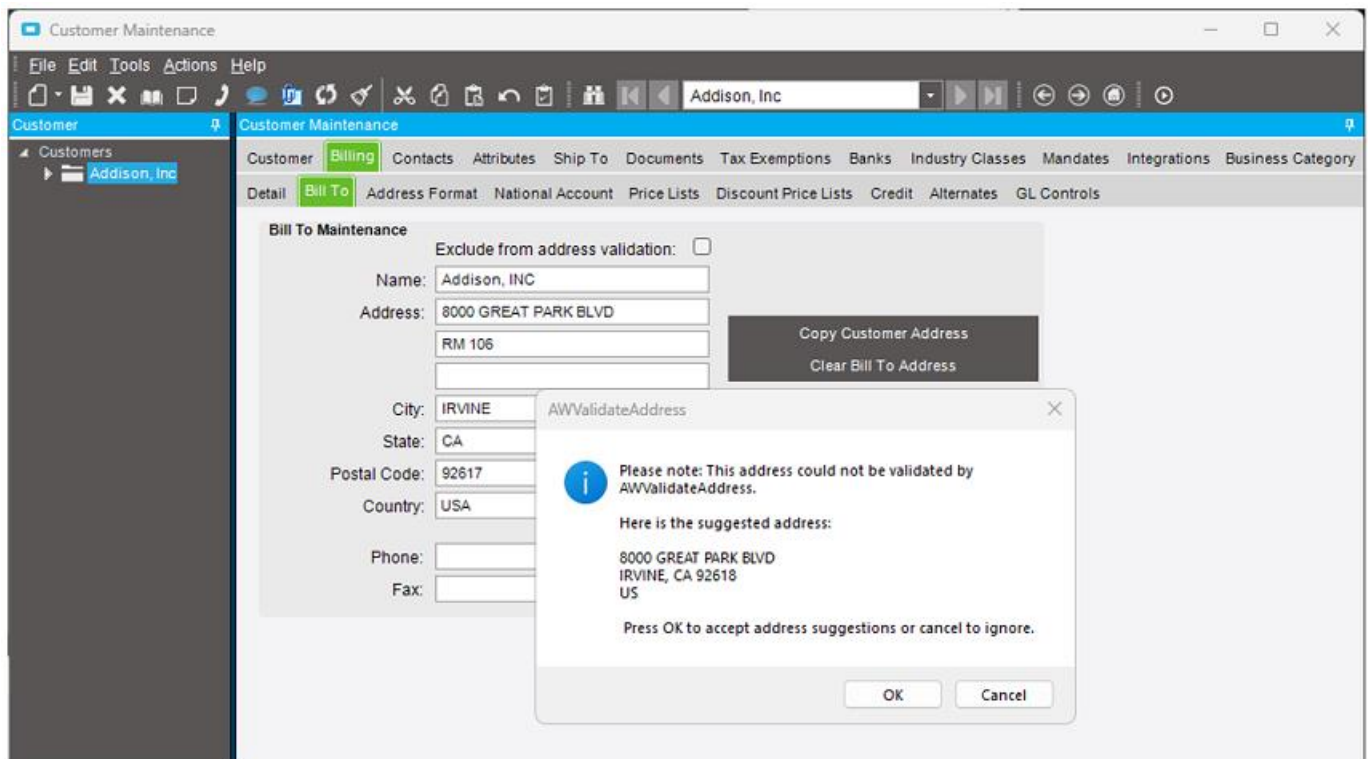 Customer Maintenance
File Edit Tools Actions Help
Addison, Inc
Customer
Customer Maintenance
Customers
Addison, Inc
Customer Billing Contacts Attributes Ship To Documents Tax Exemptions Banks Industry Classes Mandates Integrations Business Category
Detail Bill To Address Format National Account Price Lists Discount Price Lists Credit Alternates GL Controls
Bill To Maintenance
Exclude from address validation:
Name: Addison, INC
Address: 8000 GREAT PARK BLVD
RM 106
Copy Customer Address
Clear Bill To Address
City: IRVINE
State: CA
Postal Code: 92617
Country: USA
Phone:
Fax:
AWValidateAddress
Please note: This address could not be validated by
AWValidateAddress.
Here is the suggested address:
8000 GREAT PARK BLVD
IRVINE, CA 92618
US
Press OK to accept address suggestions or cancel to ignore.
OK Cancel